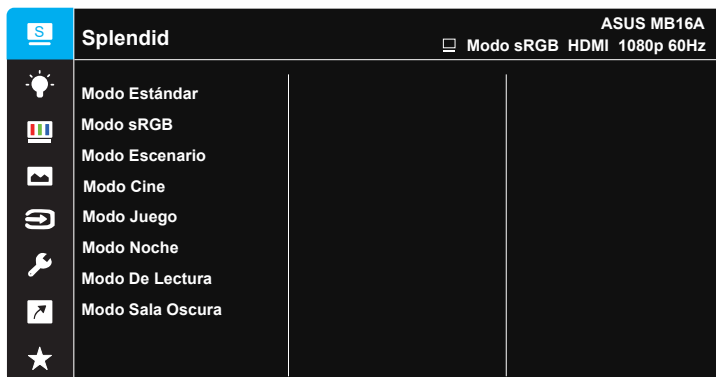 S
Splendid
ASUS MB16A
Modo sRGB HDMI 1080p 60Hz
Modo Estándar
Modo sRGB
Modo Escenario
Modo Cine
Modo Juego
Modo Noche
Modo De Lectura
Modo Sala Oscura